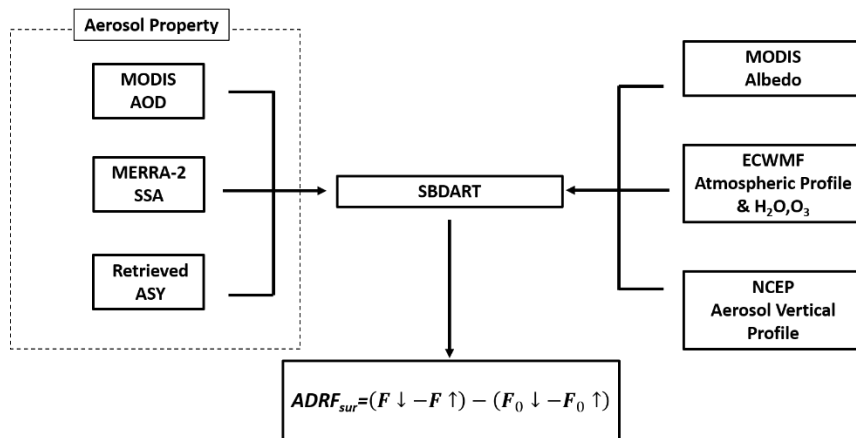 Aerosol Property
MODIS
AOD
MERRA-2
SSA
Retrieved
ASY
SBDART
MODIS
Albedo
ECWMF
Atmospheric Profile
& H₂O,O₃
NCEP
Aerosol Vertical
Profile
ADRF_sur=(F ↓ −F ↑) − (F₀ ↓ −F₀ ↑)